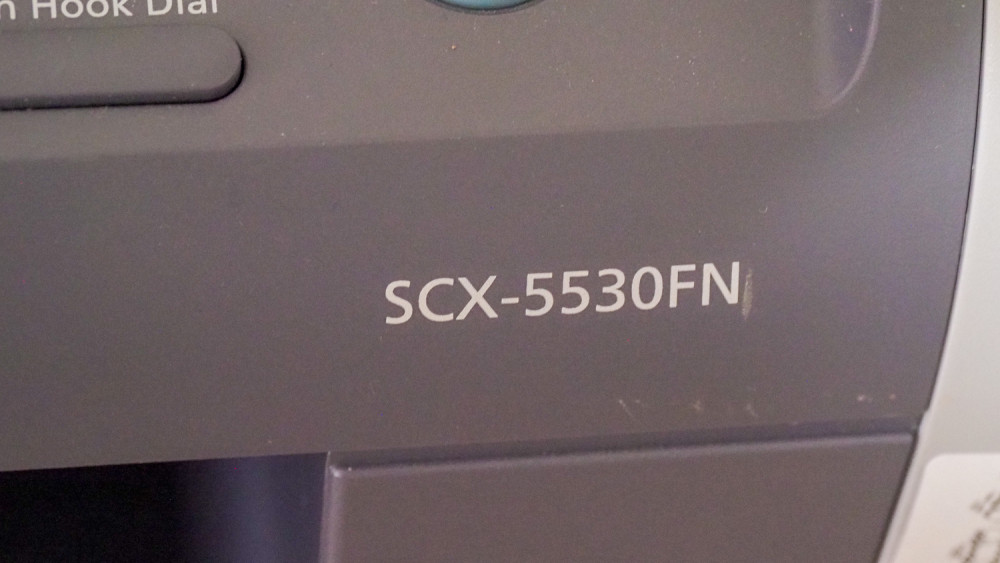 n Hook Dial
SCX-5530FN